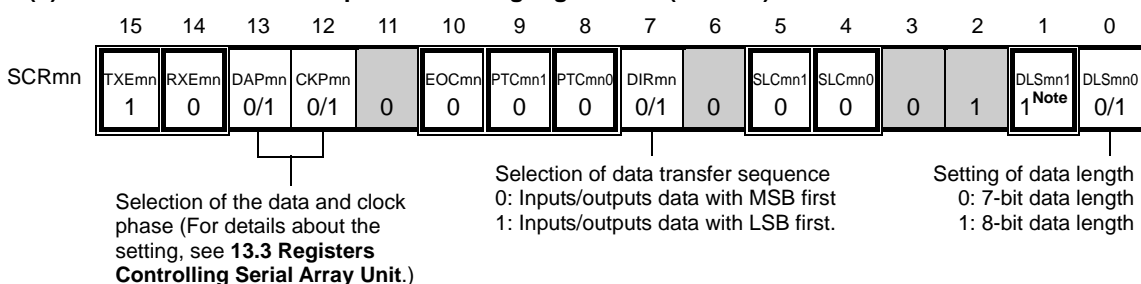 15 14 13 12 11 10 9 8 7 6 5 4 3 2 1 0
SCRmn TXEmn RXEmn DAPmn CKPmn EOCmn PTCmn1 PTCmn0 DIRmn SLCmn1 SLCmn0 DLSmn1 DLSmn0
1 0 0/1 0/1 0 0 0 0 0/1 0 0 0 0 1 1 Note 0/1
Selection of the data and clock
phase (For details about the
setting, see 13.3 Registers
Controlling Serial Array Unit.)
Selection of data transfer sequence
0: Inputs/outputs data with MSB first
1: Inputs/outputs data with LSB first.
Setting of data length
0: 7-bit data length
1: 8-bit data length